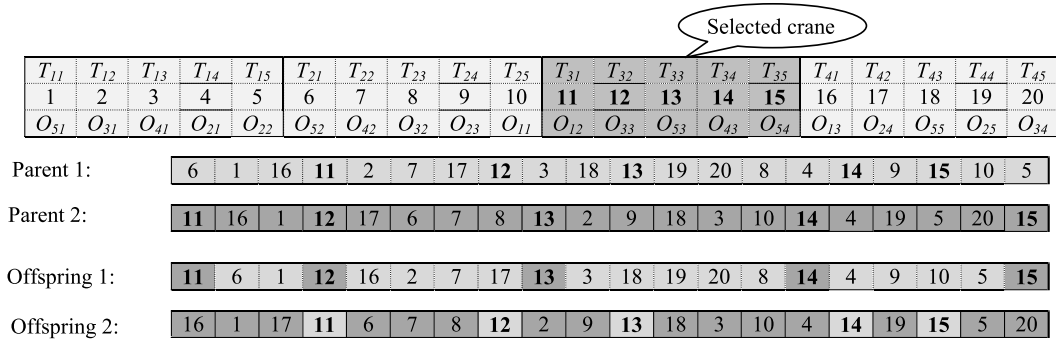 Selected crane
T11 T12 T13 T14 T15 T21 T22 T23 T24 T25 T31 T32 T33 T34 T35 T41 T42 T43 T44 T45
1 2 3 4 5 6 7 8 9 10 11 12 13 14 15 16 17 18 19 20
O51 O31 O41 O21 O22 O52 O42 O32 O23 O11 O12 O33 O53 O43 O54 O13 O24 O55 O25 O34
Parent 1: 6 1 16 11 2 7 17 12 3 18 13 19 20 8 4 14 9 15 10 5
Parent 2: 11 16 1 12 17 6 7 8 13 2 9 18 3 10 14 4 19 5 20 15
Offspring 1: 11 6 1 12 16 2 7 17 13 3 18 19 20 8 14 4 9 10 5 15
Offspring 2: 16 1 17 11 6 7 8 12 2 9 13 18 3 10 4 14 19 15 5 20